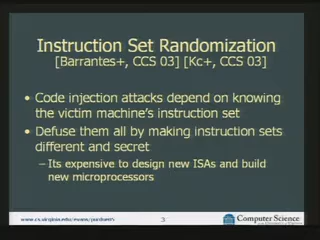 Instruction Set Randomization
[Barrantes+, CCS 03] [Kc+, CCS 03]
• Code injection attacks depend on knowing
the victim machine's instruction set
• Defuse them all by making instruction sets
different and secret
– Its expensive to design new ISAs and build
new microprocessors
3
Computer Science